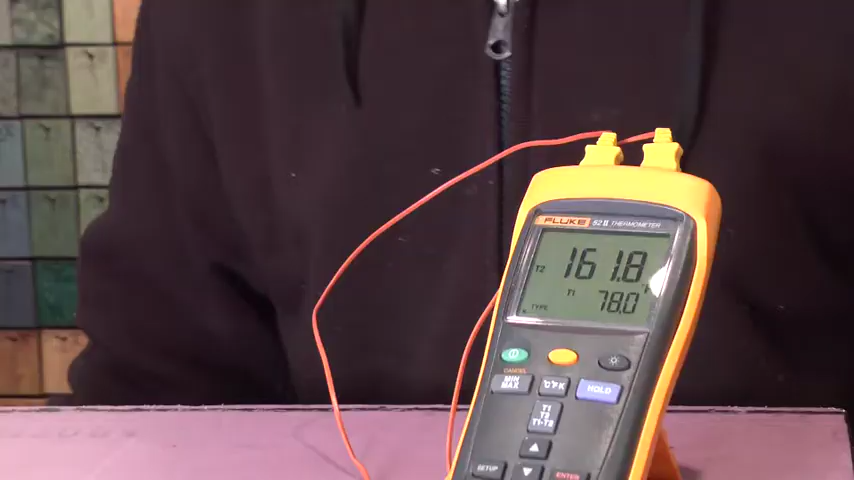 FLUKE 52 II THERMOMETER
T2 161.8 °F
T1 78.0
TYPE
CANCEL
MIN MAX
°C °F K
HOLD
T1
T2
T1-T2
SETUP
ENTER